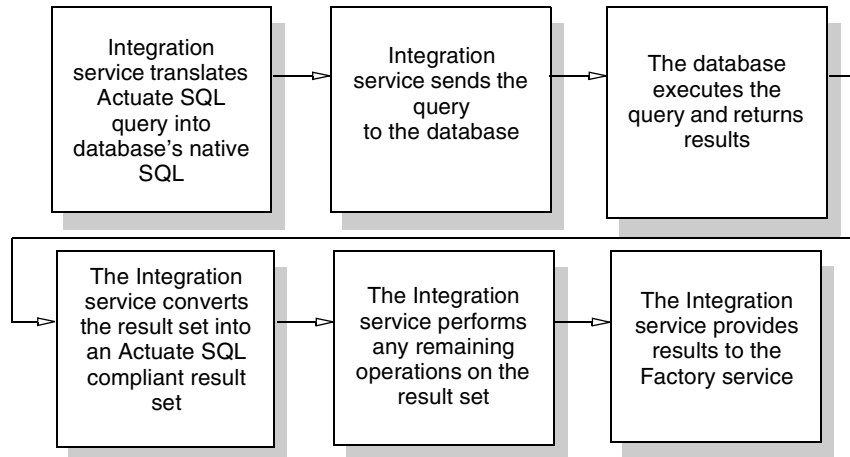 Integration
service translates
Actuate SQL
query into
database's native
SQL
Integration
service sends the
query
to the database
The database
executes the
query and returns
results
The Integration
service converts
the result set into
an Actuate SQL
compliant result
set
The Integration
service performs
any remaining
operations on the
result set
The Integration
service provides
results to the
Factory service